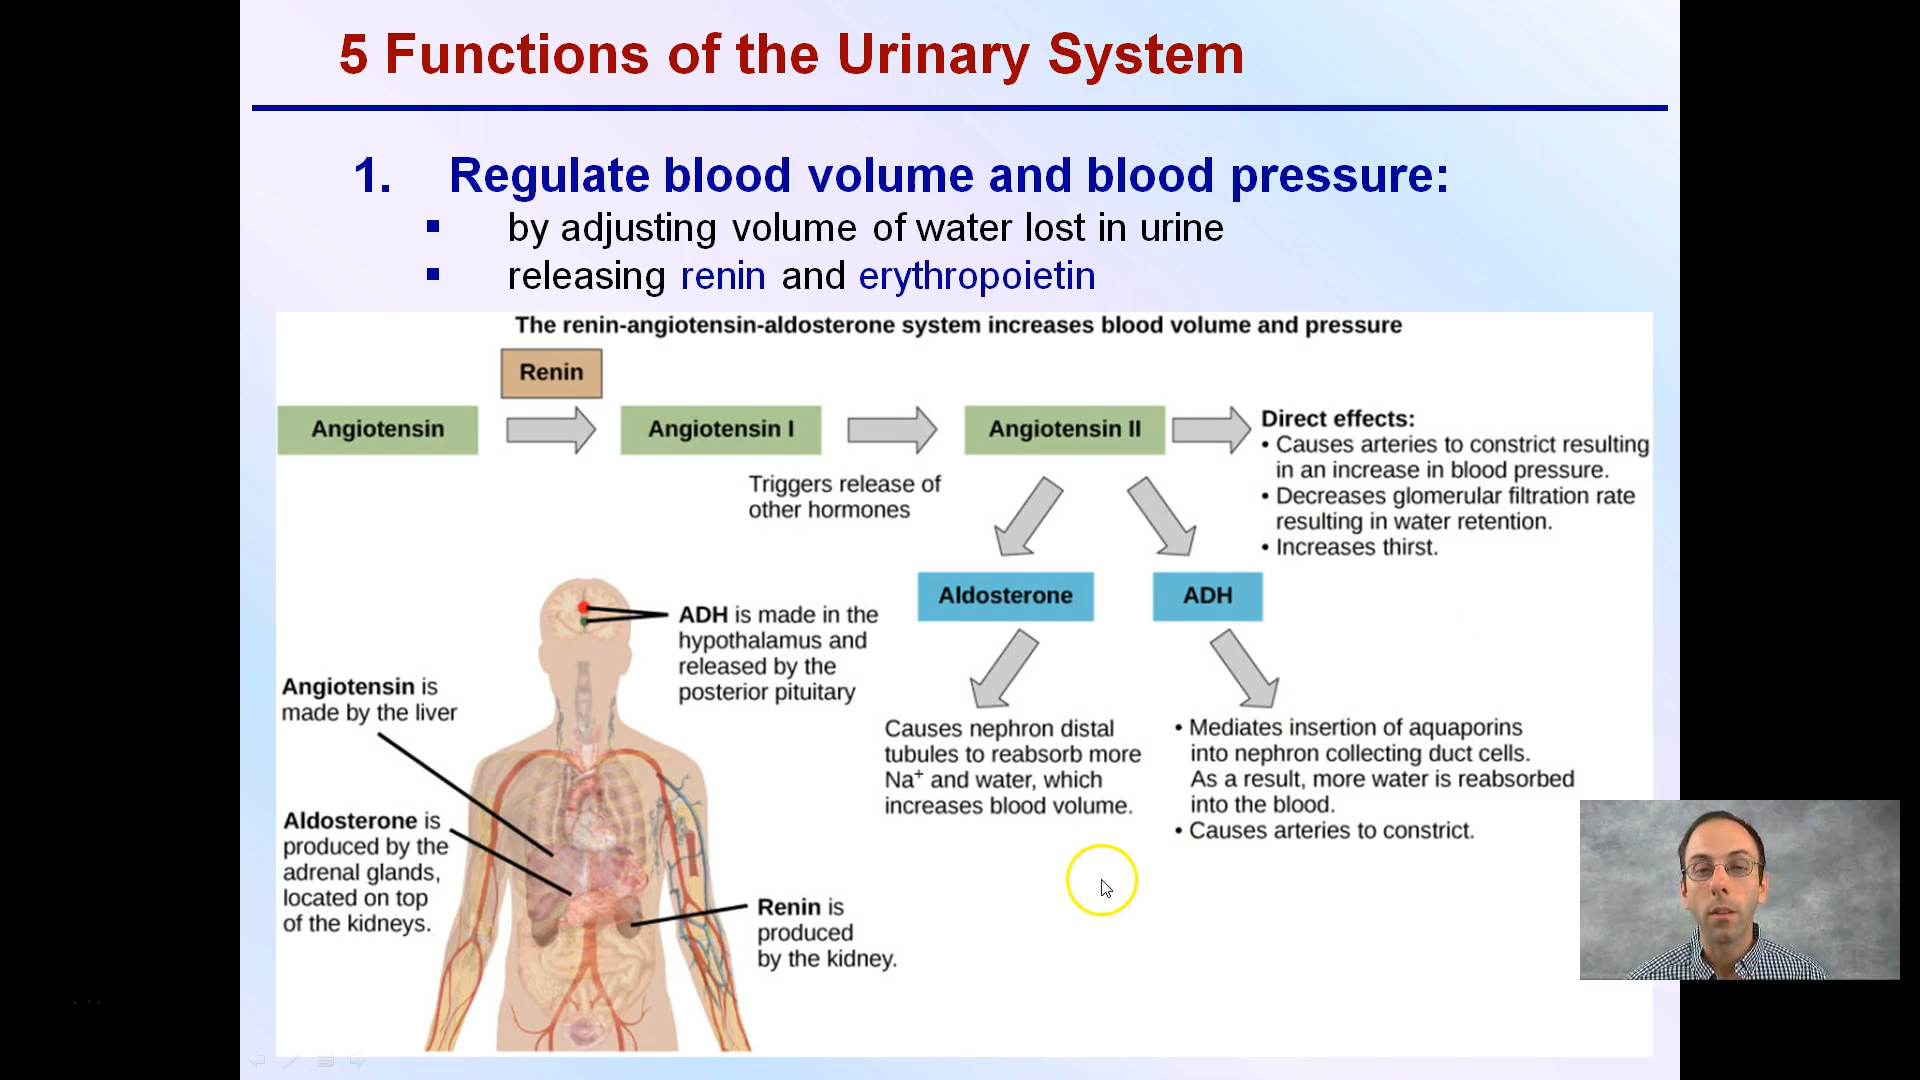 5 Functions of the Urinary System
1. Regulate blood volume and blood pressure:
▪ by adjusting volume of water lost in urine
▪ releasing renin and erythropoietin
The renin-angiotensin-aldosterone system increases blood volume and pressure
Renin
Angiotensin
Angiotensin I
Angiotensin II
Direct effects:
• Causes arteries to constrict resulting
in an increase in blood pressure.
• Decreases glomerular filtration rate
resulting in water retention.
• Increases thirst.
Triggers release of
other hormones
Aldosterone
ADH
ADH is made in the
hypothalamus and
released by the
posterior pituitary
Angiotensin is
made by the liver
Aldosterone is
produced by the
adrenal glands,
located on top
of the kidneys.
Renin is
produced
by the kidney.
Causes nephron distal
tubules to reabsorb more
Na⁺ and water, which
increases blood volume.
• Mediates insertion of aquaporins
into nephron collecting duct cells.
As a result, more water is reabsorbed
into the blood.
• Causes arteries to constrict.